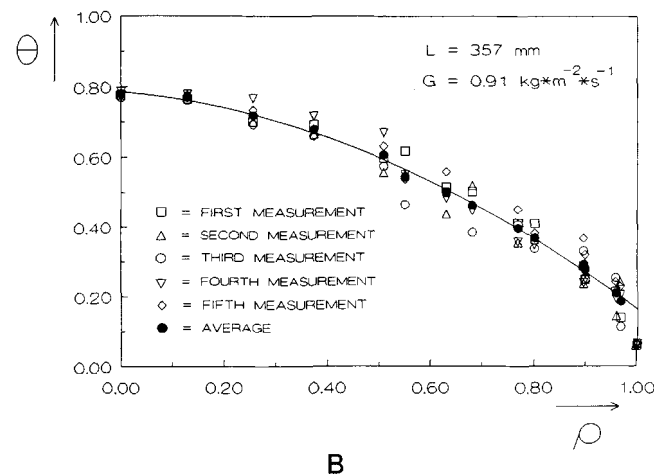 Θ
1.00
0.80
0.60
0.40
0.20
0.00
L = 357 mm
G = 0.91 kg*m⁻²*s⁻¹
□ = FIRST MEASUREMENT
△ = SECOND MEASUREMENT
○ = THIRD MEASUREMENT
▽ = FOURTH MEASUREMENT
◇ = FIFTH MEASUREMENT
● = AVERAGE
0.00 0.20 0.40 0.60 0.80 1.00
ρ
B